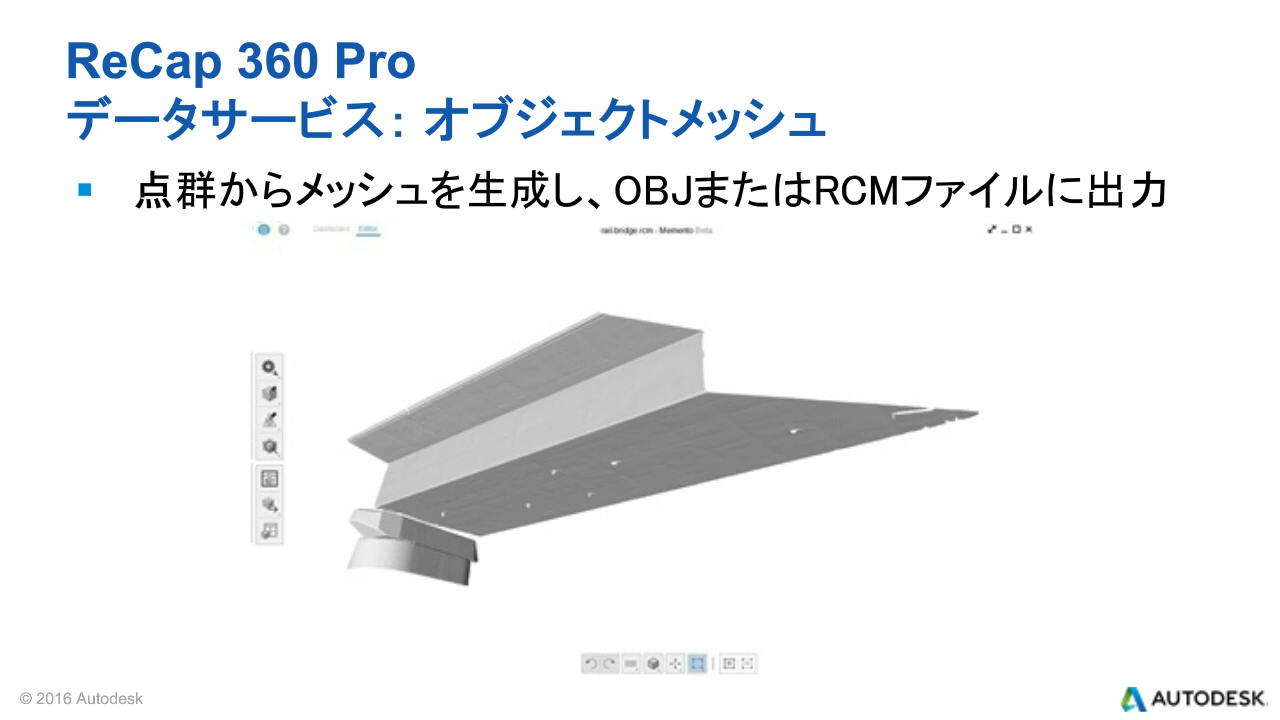 ReCap 360 Pro
データサービス： オブジェクトメッシュ
▪ 点群からメッシュを生成し、OBJまたはRCMファイルに出力
Dashboard Editor
rail-bridge.rcm - Memento Beta
© 2016 Autodesk
AUTODESK.